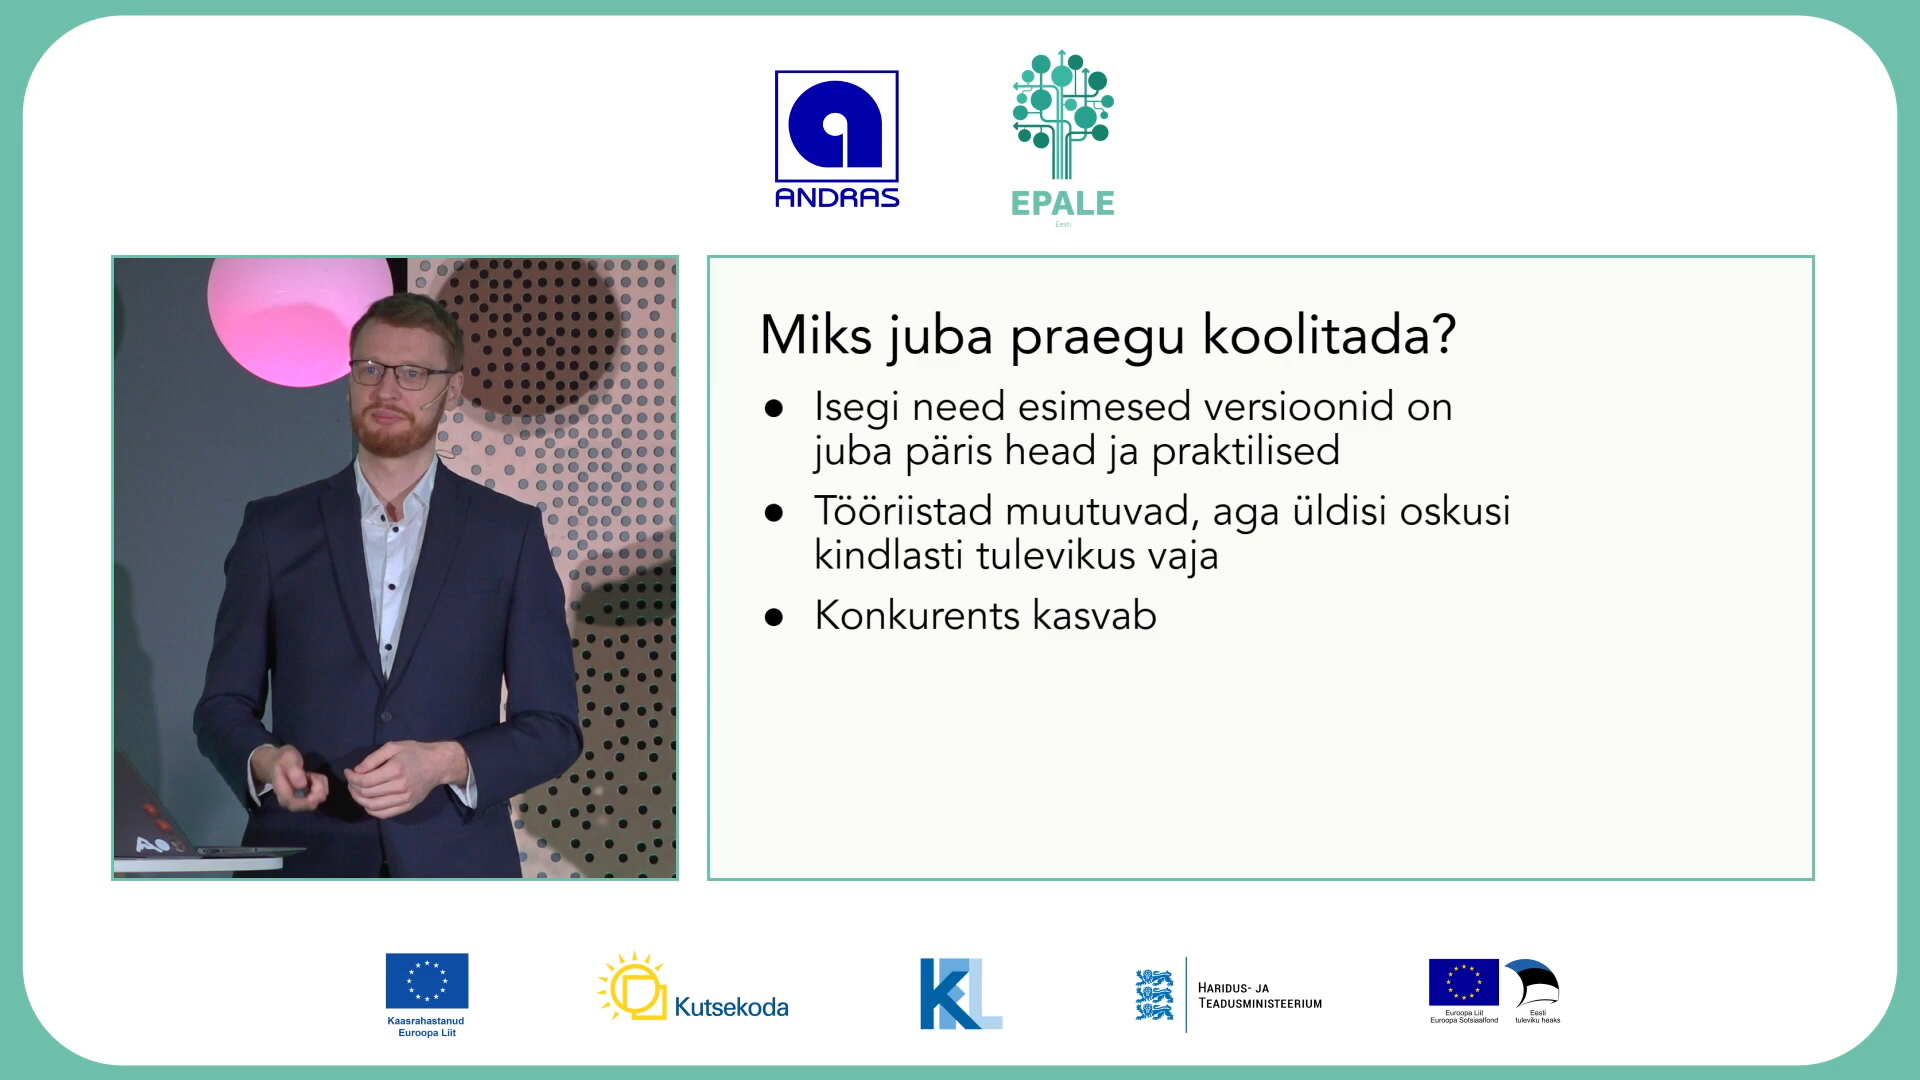 ANDRAS
EPALE
Eesti
Miks juba praegu koolitada?
● Isegi need esimesed versioonid on
juba päris head ja praktilised
● Tööriistad muutuvad, aga üldisi oskusi
kindlasti tulevikus vaja
● Konkurents kasvab
Kaasrahastanud
Euroopa Liit
Kutsekoda
KEL
HARIDUS- JA
TEADUSMINISTEERIUM
Euroopa Liit
Euroopa Sotsiaalfond
Eesti
tuleviku heaks